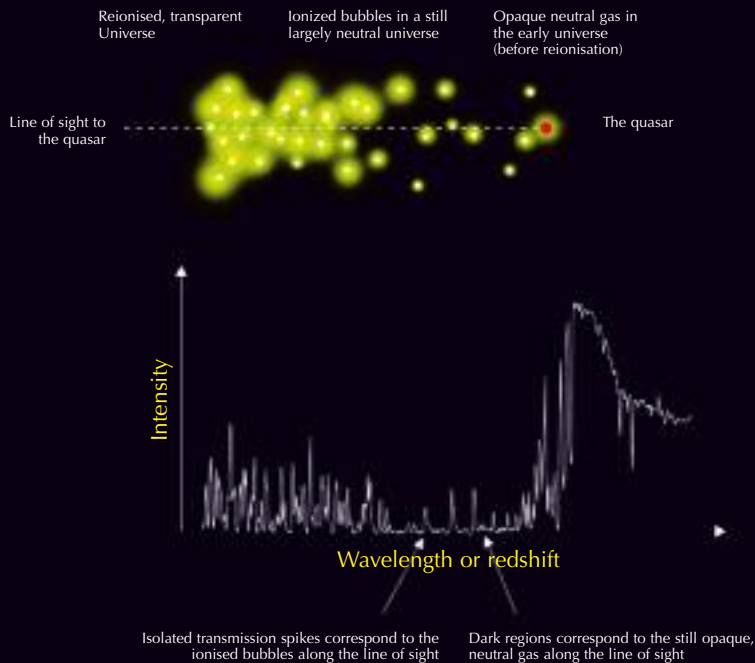 Reionised, transparent
Universe
Ionized bubbles in a still
largely neutral universe
Opaque neutral gas in
the early universe
(before reionisation)
Line of sight to
the quasar
The quasar
Intensity
Wavelength or redshift
Isolated transmission spikes correspond to the
ionised bubbles along the line of sight
Dark regions correspond to the still opaque,
neutral gas along the line of sight